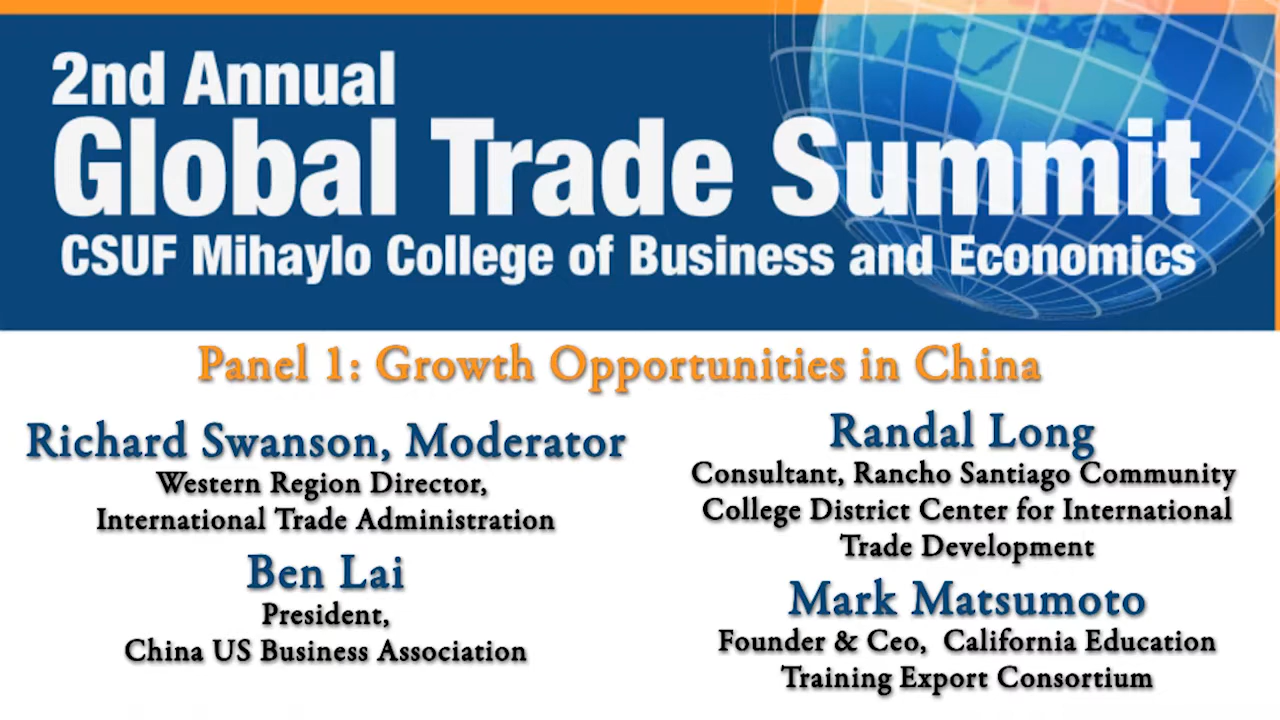 2nd Annual
Global Trade Summit
CSUF Mihaylo College of Business and Economics
Panel 1: Growth Opportunities in China
Richard Swanson, Moderator
Western Region Director,
International Trade Administration
Ben Lai
President,
China US Business Association
Randal Long
Consultant, Rancho Santiago Community
College District Center for International
Trade Development
Mark Matsumoto
Founder & Ceo, California Education
Training Export Consortium